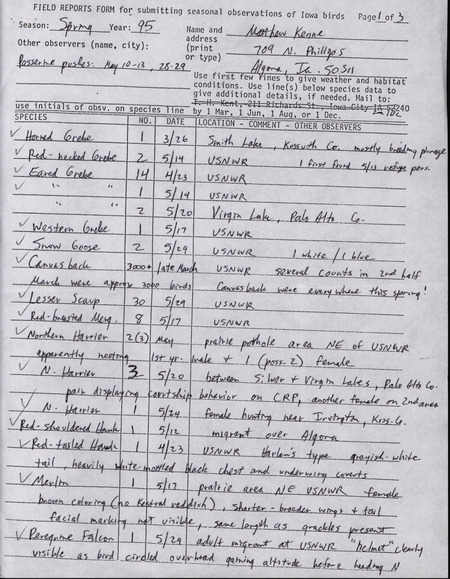 FIELD REPORTS FORM for submitting seasonal observations of Iowa birds Page 1 of 3
Season: Spring Year: 95 Name and address (print or type) Matthew Kenne
Other observers (name, city): 709 N. Phillips
Passerine pushes: May 10-13, 28-29 Algona, Ia. 50511
Use first few lines to give weather and habitat
conditions. Use line(s) below species data to
give additional details, if needed. Mail to:
T. H. Kent, 211 Richards St., Iowa City IA 52240
use initials of obsv. on species line by 1 Mar, 1 Jun, 1 Aug, or 1 Dec.
SPECIES NO. DATE LOCATION - COMMENT - OTHER OBSERVERS
✓ Horned Grebe 1 3/26 Smith Lake, Kossuth Co. mostly breeding plumage
✓ Red-necked Grebe 2 5/14 USNWR 1 first found 5/12 refuge pers.
✓ Eared Grebe 14 4/23 USNWR
✓ " " 1 5/14 USNWR
" " 2 5/20 Virgin Lake, Palo Alto Co.
✓ Western Grebe 1 5/17 USNWR
✓ Snow Goose 2 5/29 USNWR 1 white / 1 blue
✓ Canvasback 3000+ late March USNWR several counts in 2nd half
March were approx 3000 birds Canvasback were everywhere this spring!
✓ Lesser Scaup 30 5/29 USNWR
✓ Red-breasted Merg. 8 5/17 USNWR
✓ Northern Harrier 2(3) May prairie pothole area NE of USNWR
apparently nesting 1st yr. male + 1 (poss. 2) female
✓ N. Harrier 3 5/20 between Silver + Virgin Lakes, Palo Alto Co.
pair displaying courtship behavior on CRP, another female on 2nd area
✓ N. Harrier 1 5/24 female hunting near Irvington, Koss. Co.
✓ Red-shouldered Hawk 1 5/12 migrant over Algona
✓ Red-tailed Hawk 1 4/23 USNWR Harlan's type grayish-white
tail, heavily white-mottled black chest and underwing coverts
✓ Merlin 1 5/17 prairie area NE USNWR female
brown coloring (no Kestrel reddish), shorter-broader wings + tail
facial marking not visible, same length as grackles present
✓ Peregrine Falcon 1 5/29 adult migrant at USNWR "helmet" clearly
visible as bird circled overhead gaining altitude before heading N